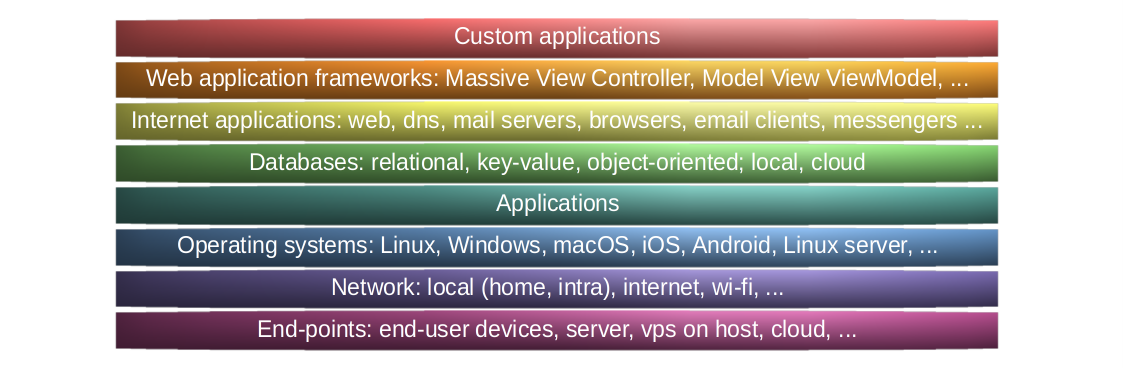 Custom applications
Web application frameworks: Massive View Controller, Model View ViewModel, ...
Internet applications: web, dns, mail servers, browsers, email clients, messengers ...
Databases: relational, key-value, object-oriented; local, cloud
Applications
Operating systems: Linux, Windows, macOS, iOS, Android, Linux server, ...
Network: local (home, intra), internet, wi-fi, ...
End-points: end-user devices, server, vps on host, cloud, ...